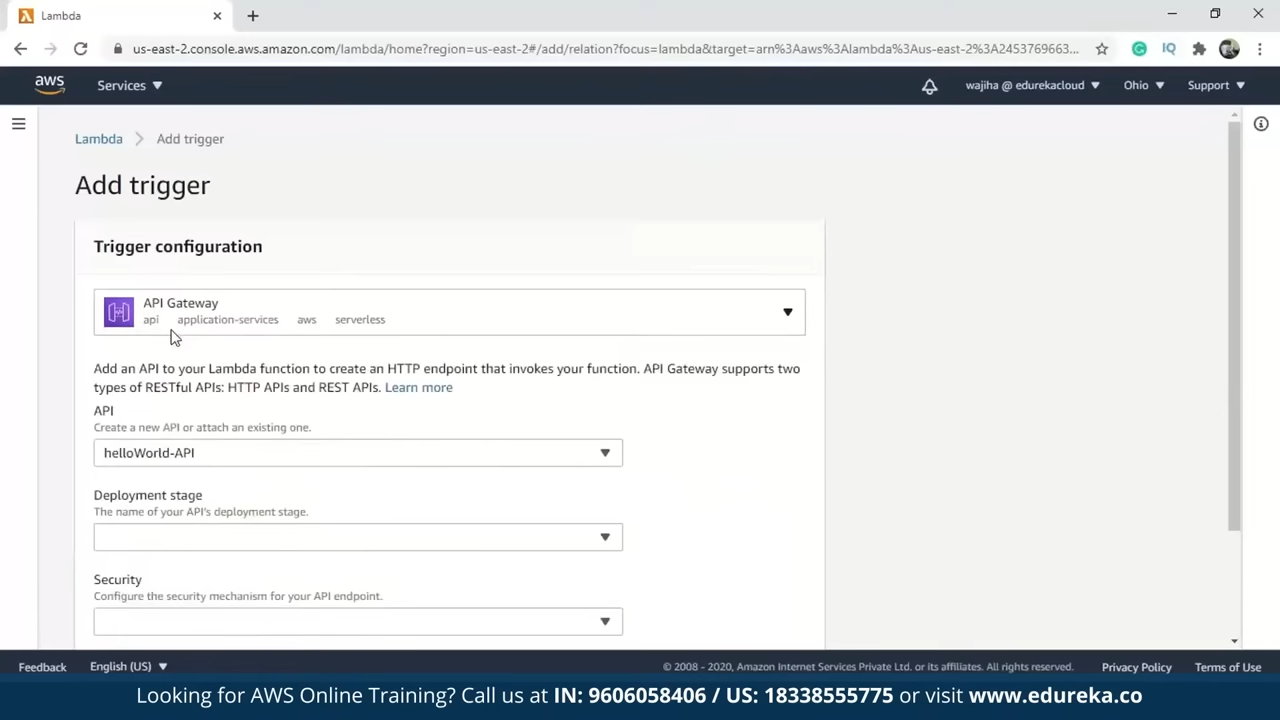 Lambda
us-east-2.console.aws.amazon.com/lambda/home?region=us-east-2#/add/relation?focus=lambda&target=arn%3Aaws%3Alambda%3Aus-east-2%3A2453769663...
IQ
aws
Services
wajiha @ edurekacloud
Ohio
Support
Lambda
Add trigger
Add trigger
Trigger configuration
API Gateway
api application-services aws serverless
Add an API to your Lambda function to create an HTTP endpoint that invokes your function. API Gateway supports two
types of RESTful APIs: HTTP APIs and REST APIs. Learn more
API
Create a new API or attach an existing one.
helloWorld-API
Deployment stage
The name of your API's deployment stage.
Security
Configure the security mechanism for your API endpoint.
Feedback
English (US)
© 2008 - 2020, Amazon Internet Services Private Ltd. or its affiliates. All rights reserved.
Privacy Policy
Terms of Use
Looking for AWS Online Training? Call us at IN: 9606058406 / US: 18338555775 or visit www.edureka.co